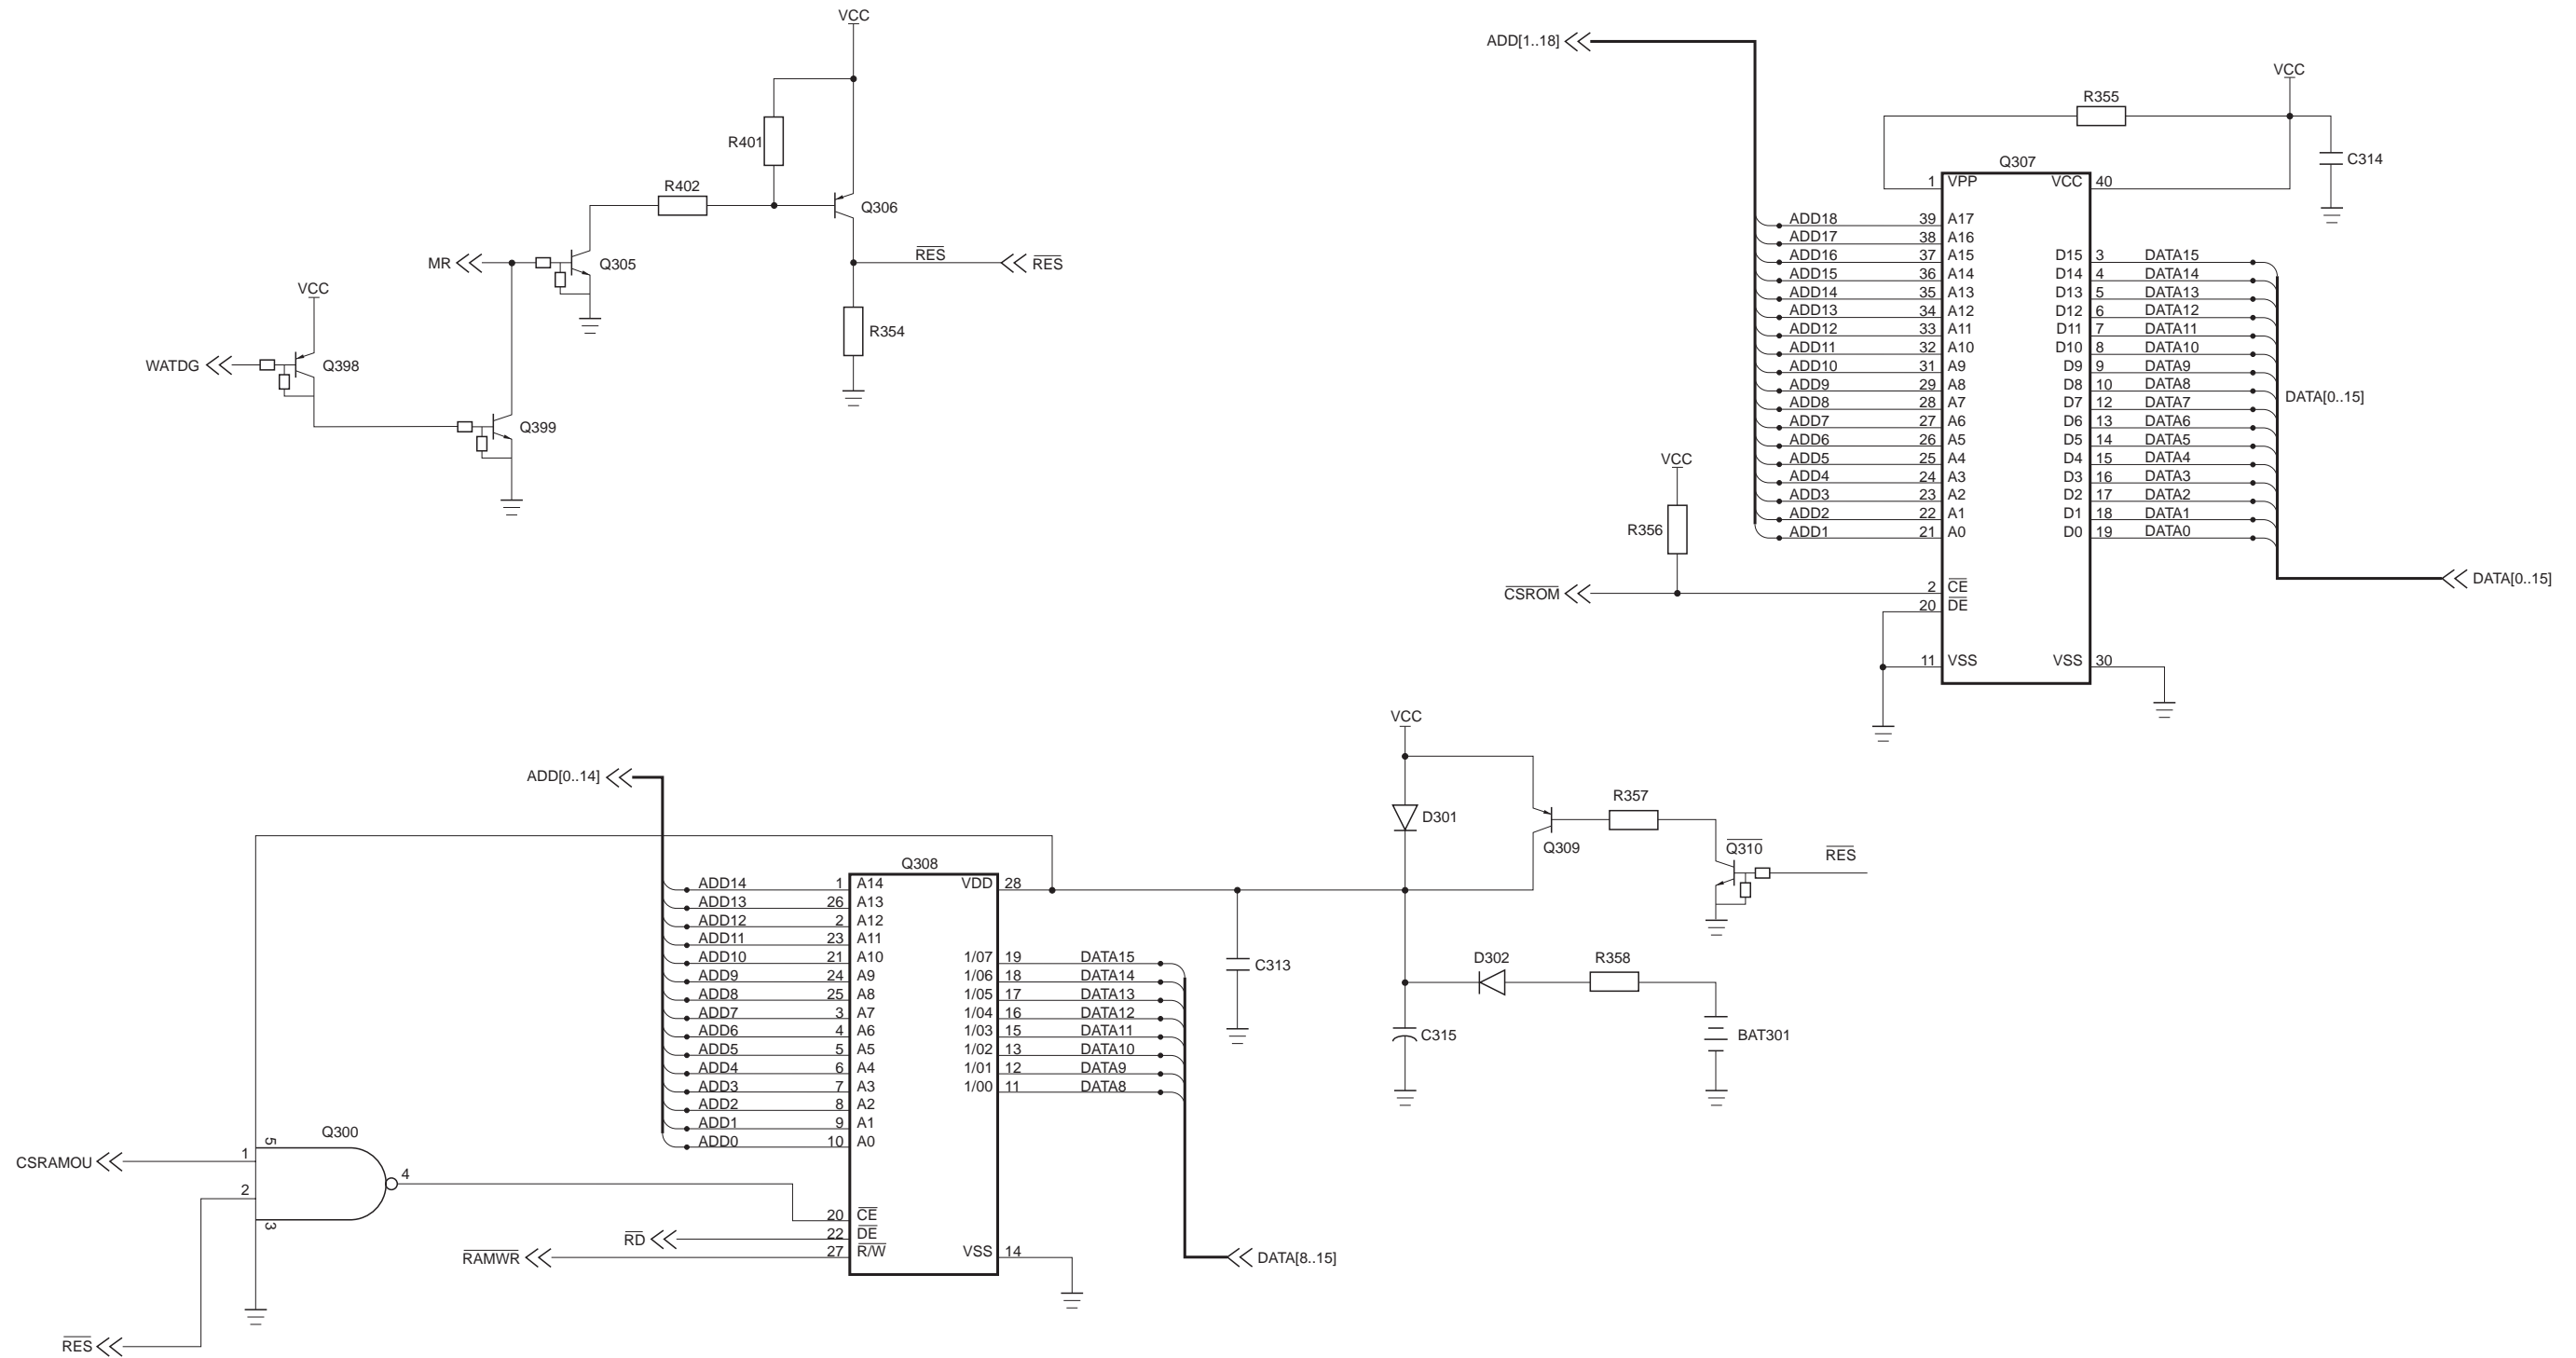 VCC
R401
R402
Q306
RES
RES
MR
Q305
R354
VCC
WATDG
Q398
Q399
ADD[1..18]
VCC
R355
C314
Q307
1 VPP VCC 40
ADD18 39 A17
ADD17 38 A16
ADD16 37 A15 D15 3 DATA15
ADD15 36 A14 D14 4 DATA14
ADD14 35 A13 D13 5 DATA13
ADD13 34 A12 D12 6 DATA12
ADD12 33 A11 D11 7 DATA11
ADD11 32 A10 D10 8 DATA10
ADD10 31 A9 D9 9 DATA9
ADD9 29 A8 D8 10 DATA8
ADD8 28 A7 D7 12 DATA7
DATA[0..15]
ADD7 27 A6 D6 13 DATA6
ADD6 26 A5 D5 14 DATA5
ADD5 25 A4 D4 15 DATA4
ADD4 24 A3 D3 16 DATA3
ADD3 23 A2 D2 17 DATA2
ADD2 22 A1 D1 18 DATA1
ADD1 21 A0 D0 19 DATA0
VCC
R356
CSROM
2 CE
20 DE
DATA[0..15]
11 VSS VSS 30
VCC
ADD[0..14]
D301
R357
Q309
Q310
RES
Q308
ADD14 1 A14 VDD 28
ADD13 26 A13
ADD12 2 A12
ADD11 23 A11
ADD10 21 A10 1/07 19 DATA15
ADD9 24 A9 1/06 18 DATA14
ADD8 25 A8 1/05 17 DATA13
ADD7 3 A7 1/04 16 DATA12
ADD6 4 A6 1/03 15 DATA11
ADD5 5 A5 1/02 13 DATA10
ADD4 6 A4 1/01 12 DATA9
ADD3 7 A3 1/00 11 DATA8
ADD2 8 A2
ADD1 9 A1
ADD0 10 A0
C313
D302
R358
C315
BAT301
Q300
5
CSRAMOU 1
4
2
3
20 CE
RD 22 DE
RAMWR 27 R/W VSS 14
DATA[8..15]
RES